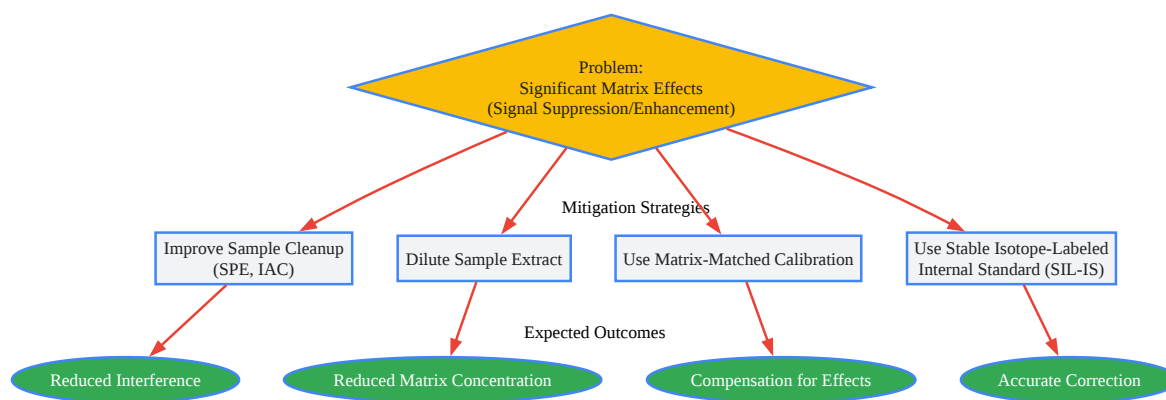 Problem:
Significant Matrix Effects
(Signal Suppression/Enhancement)
Mitigation Strategies
Improve Sample Cleanup
(SPE, IAC)
Dilute Sample Extract
Use Matrix-Matched Calibration
Use Stable Isotope-Labeled
Internal Standard (SIL-IS)
Expected Outcomes
Reduced Interference
Reduced Matrix Concentration
Compensation for Effects
Accurate Correction